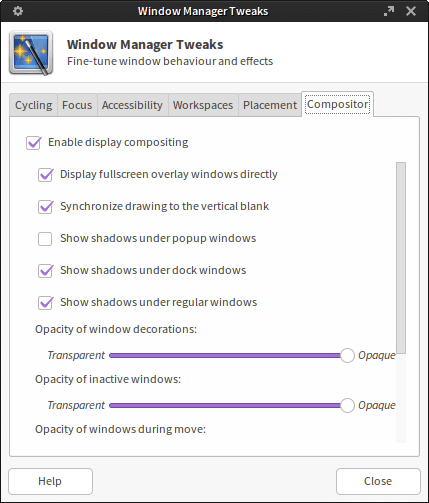 Window Manager Tweaks
Window Manager Tweaks
Fine-tune window behaviour and effects
Cycling Focus Accessibility Workspaces Placement Compositor
Enable display compositing
Display fullscreen overlay windows directly
Synchronize drawing to the vertical blank
Show shadows under popup windows
Show shadows under dock windows
Show shadows under regular windows
Opacity of window decorations:
Transparent Opaque
Opacity of inactive windows:
Transparent Opaque
Opacity of windows during move:
Help Close